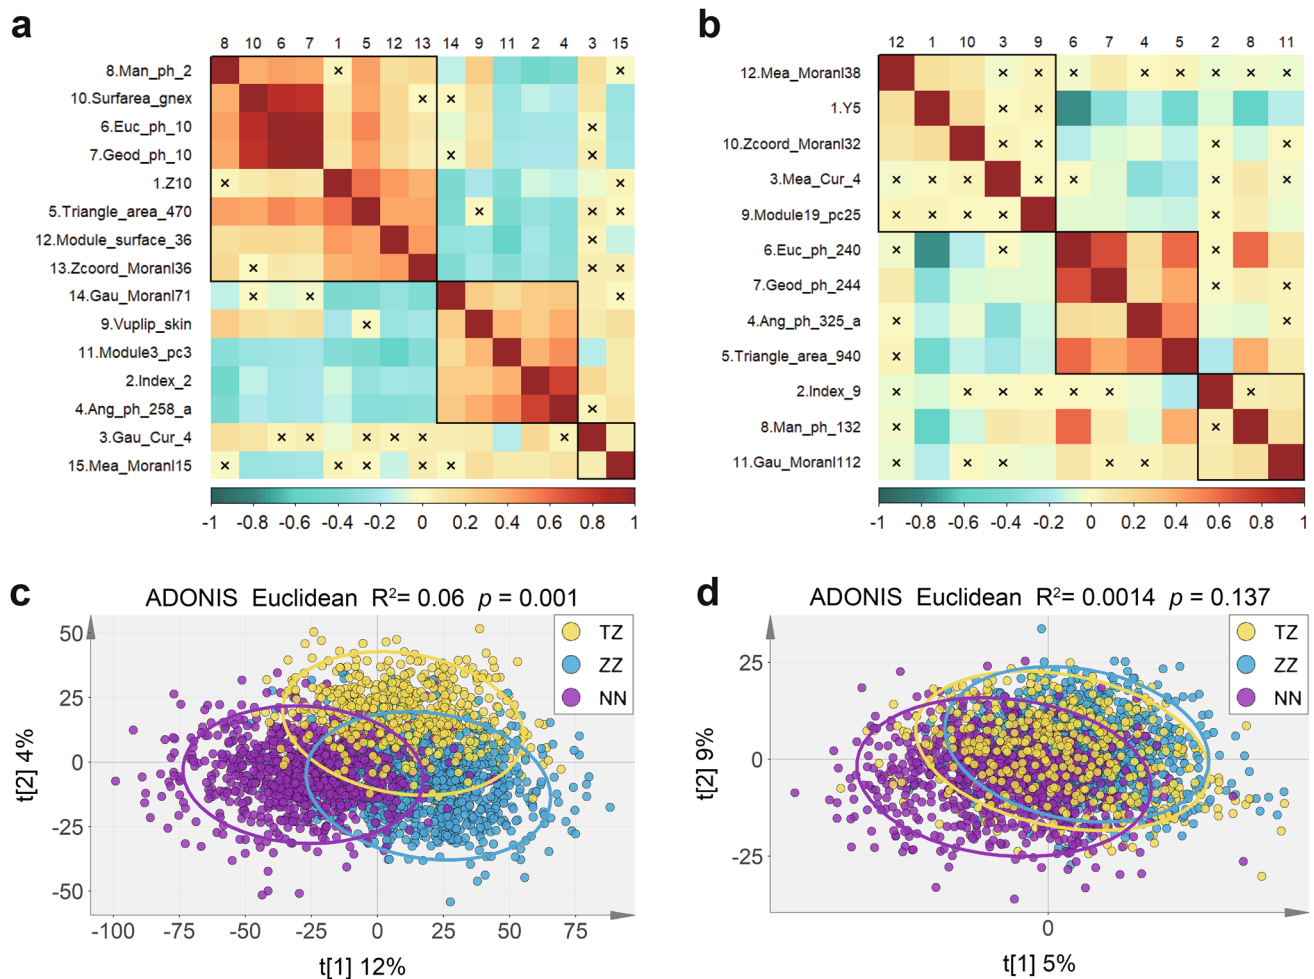 a
8 10 6 7 1 5 12 13 14 9 11 2 4 3 15
8.Man_ph_2
10.Surfarea_gnex
6.Euc_ph_10
7.Geod_ph_10
1.Z10
5.Triangle_area_470
12.Module_surface_36
13.Zcoord_MoranI36
14.Gau_MoranI71
9.Vuplip_skin
11.Module3_pc3
2.Index_2
4.Ang_ph_258_a
3.Gau_Cur_4
15.Mea_MoranI15
-1 -0.8 -0.6 -0.4 -0.2 0 0.2 0.4 0.6 0.8 1
b
12 1 10 3 9 6 7 4 5 2 8 11
12.Mea_MoranI38
1.Y5
10.Zcoord_MoranI32
3.Mea_Cur_4
9.Module19_pc25
6.Euc_ph_240
7.Geod_ph_244
4.Ang_ph_325_a
5.Triangle_area_940
2.Index_9
8.Man_ph_132
11.Gau_MoranI112
-1 -0.8 -0.6 -0.4 -0.2 0 0.2 0.4 0.6 0.8 1
c
ADONIS Euclidean R²= 0.06 p = 0.001
TZ
ZZ
NN
50
25
0
-25
-50
t[2] 4%
-100 -75 -50 -25 0 25 50 75
t[1] 12%
d
ADONIS Euclidean R²= 0.0014 p = 0.137
TZ
ZZ
NN
25
0
-25
t[2] 9%
0
t[1] 5%